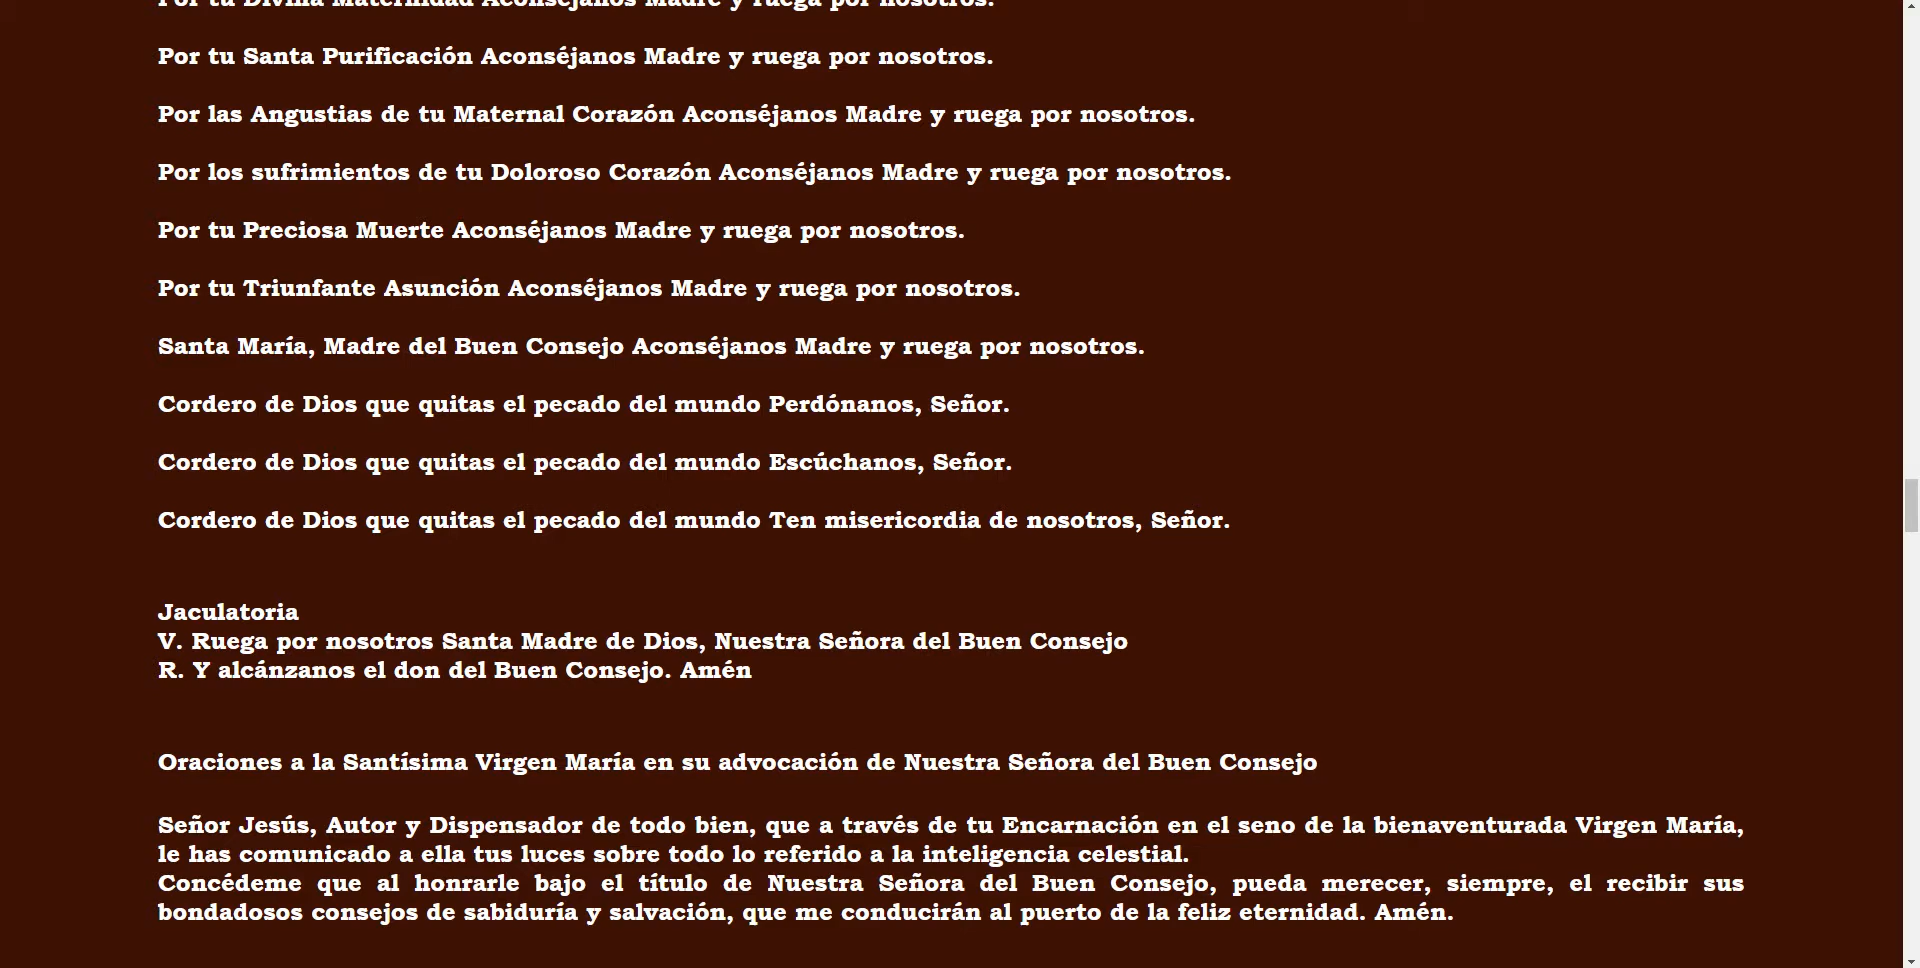 Por tu Divina Maternidad Aconséjanos Madre y ruega por nosotros.
Por tu Santa Purificación Aconséjanos Madre y ruega por nosotros.
Por las Angustias de tu Maternal Corazón Aconséjanos Madre y ruega por nosotros.
Por los sufrimientos de tu Doloroso Corazón Aconséjanos Madre y ruega por nosotros.
Por tu Preciosa Muerte Aconséjanos Madre y ruega por nosotros.
Por tu Triunfante Asunción Aconséjanos Madre y ruega por nosotros.
Santa María, Madre del Buen Consejo Aconséjanos Madre y ruega por nosotros.
Cordero de Dios que quitas el pecado del mundo Perdónanos, Señor.
Cordero de Dios que quitas el pecado del mundo Escúchanos, Señor.
Cordero de Dios que quitas el pecado del mundo Ten misericordia de nosotros, Señor.
Jaculatoria
V. Ruega por nosotros Santa Madre de Dios, Nuestra Señora del Buen Consejo
R. Y alcánzanos el don del Buen Consejo. Amén
Oraciones a la Santísima Virgen María en su advocación de Nuestra Señora del Buen Consejo
Señor Jesús, Autor y Dispensador de todo bien, que a través de tu Encarnación en el seno de la bienaventurada Virgen María,
le has comunicado a ella tus luces sobre todo lo referido a la inteligencia celestial.
Concédeme que al honrarle bajo el título de Nuestra Señora del Buen Consejo, pueda merecer, siempre, el recibir sus
bondadosos consejos de sabiduría y salvación, que me conducirán al puerto de la feliz eternidad. Amén.